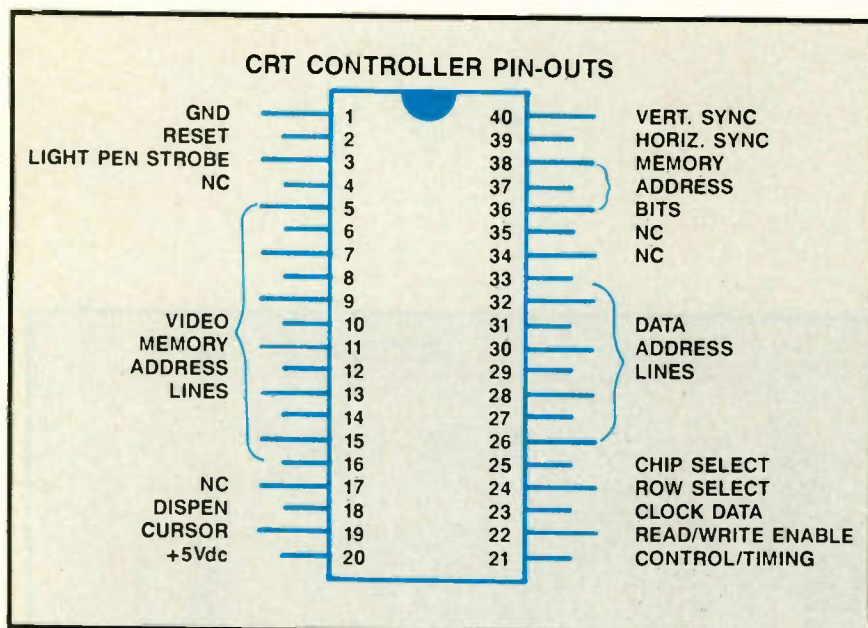 CRT CONTROLLER PIN-OUTS
GND 1 40 VERT. SYNC
RESET 2 39 HORIZ. SYNC
LIGHT PEN STROBE 3 38 MEMORY
NC 4 37 ADDRESS
5 36 BITS
6 35 NC
7 34 NC
8 33
9 32
VIDEO 10 31 DATA
MEMORY 11 30 ADDRESS
ADDRESS 12 29 LINES
LINES 13 28
14 27
15 26
16 25 CHIP SELECT
NC 17 24 ROW SELECT
DISPEN 18 23 CLOCK DATA
CURSOR 19 22 READ/WRITE ENABLE
+5Vdc 20 21 CONTROL/TIMING